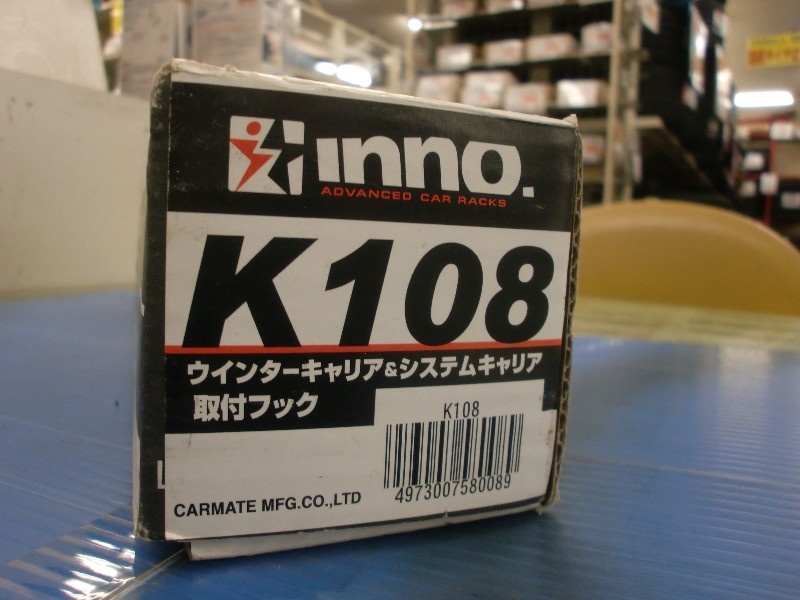 INNO.
ADVANCED CAR RACKS
K108
ウインターキャリア&システムキャリア
取付フック
K108
4973007580089
CARMATE MFG.CO.,LTD